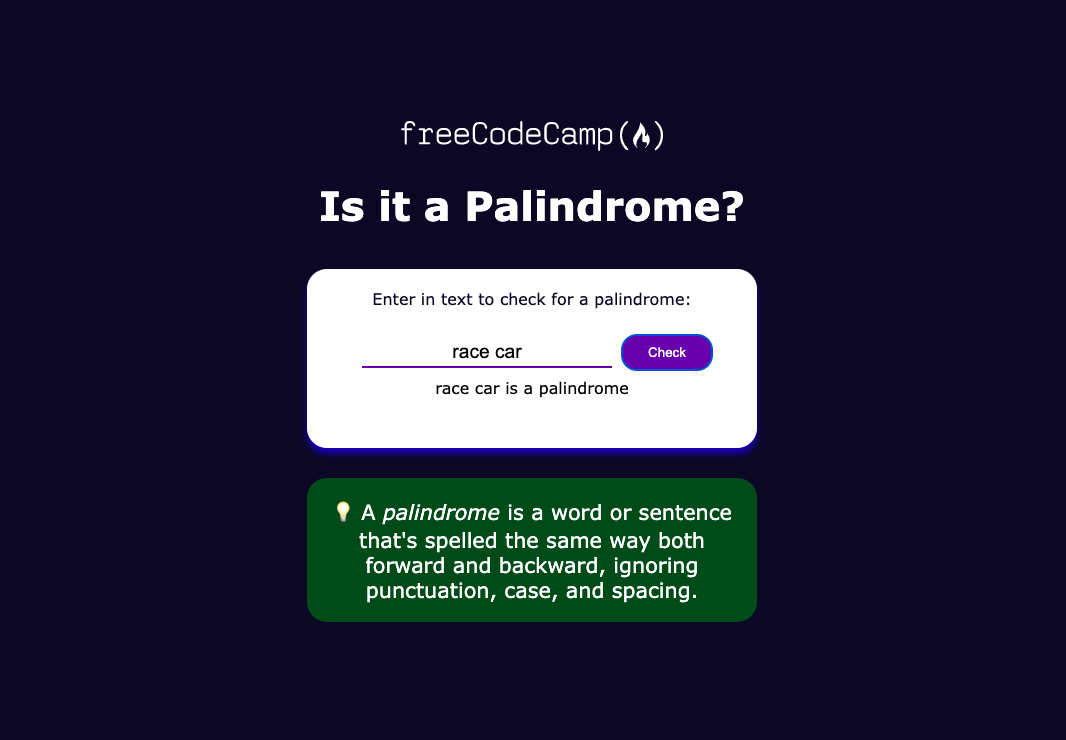 freeCodeCamp(🔥)
Is it a Palindrome?
Enter in text to check for a palindrome:
race car
Check
race car is a palindrome
💡 A palindrome is a word or sentence
that's spelled the same way both
forward and backward, ignoring
punctuation, case, and spacing.